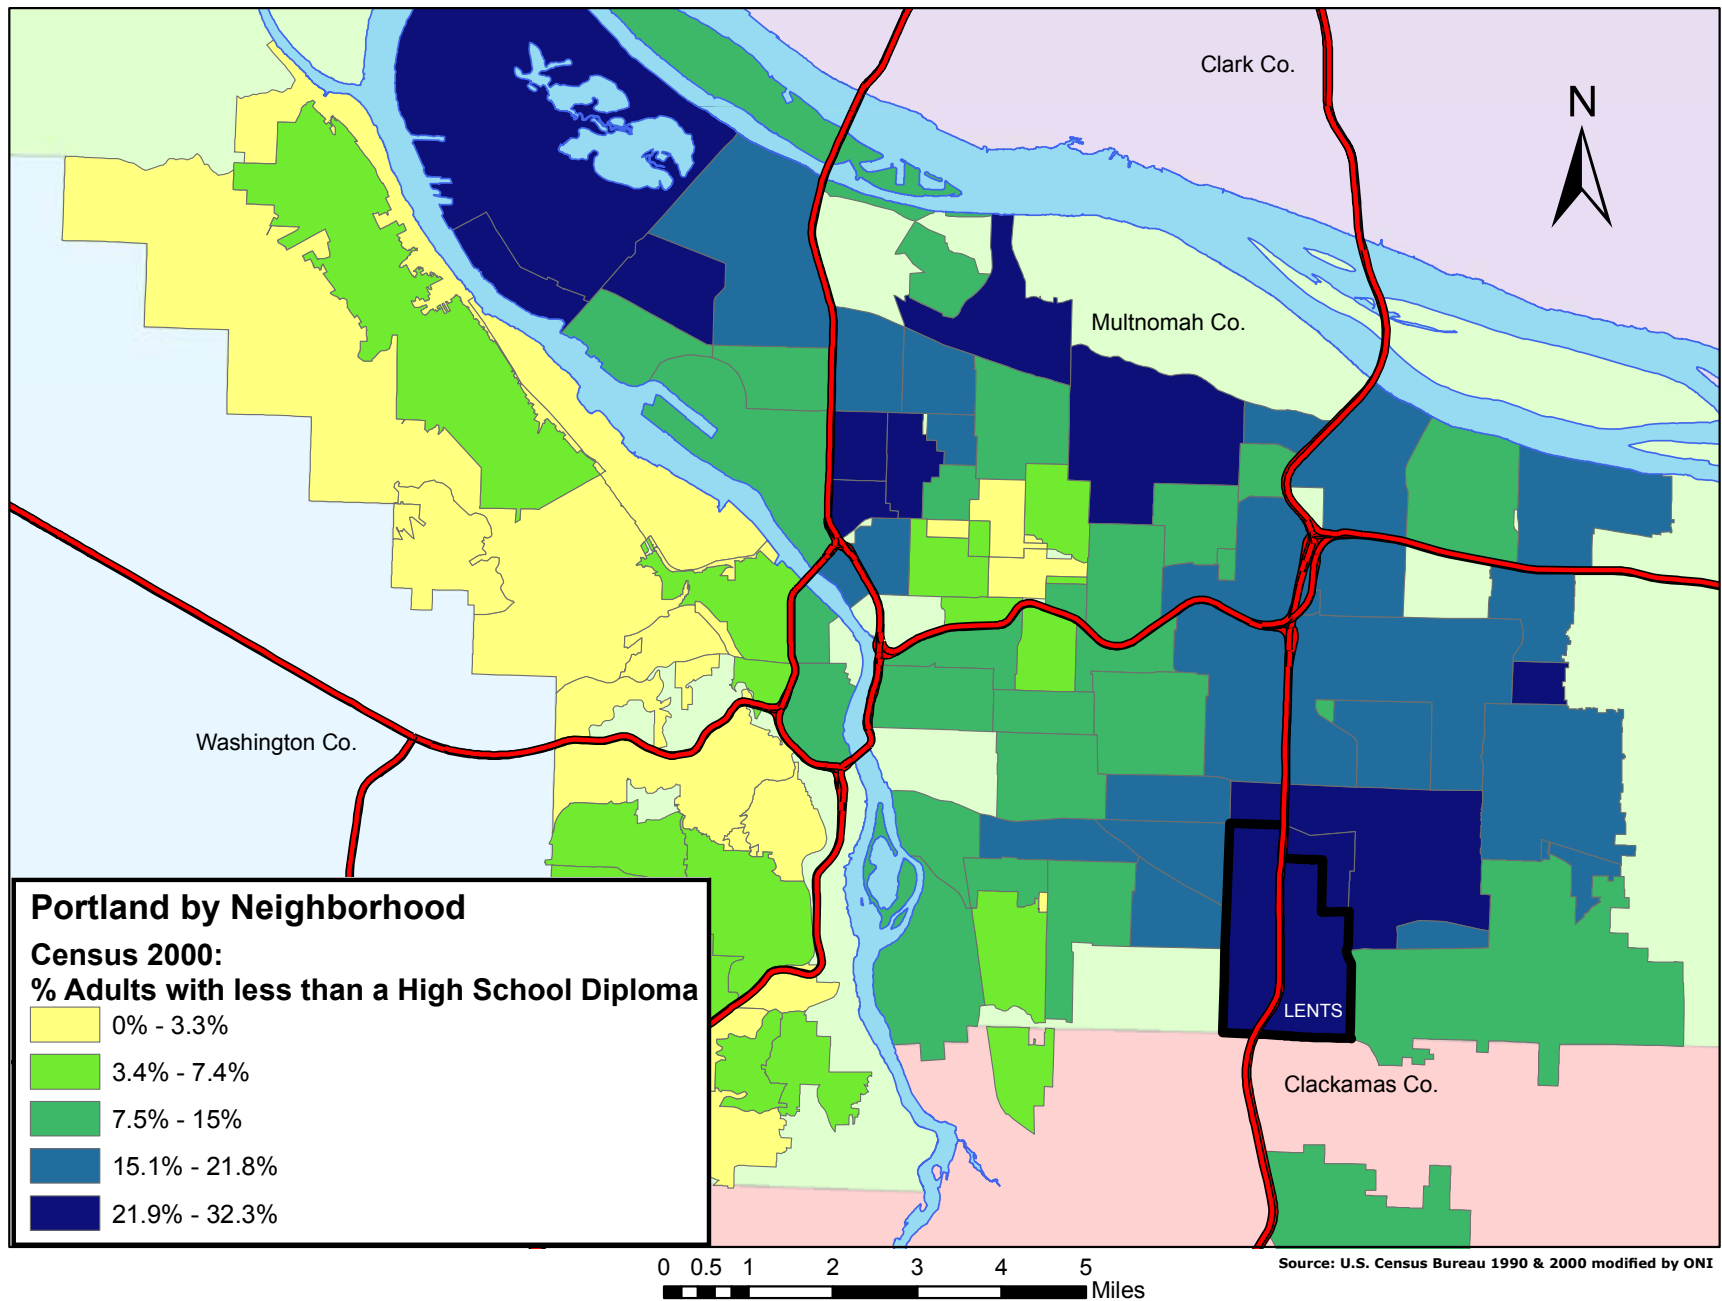 Clark Co.
N
Multnomah Co.
Washington Co.
LENTS
Clackamas Co.
Portland by Neighborhood
Census 2000:
% Adults with less than a High School Diploma
0% - 3.3%
3.4% - 7.4%
7.5% - 15%
15.1% - 21.8%
21.9% - 32.3%
Source: U.S. Census Bureau 1990 & 2000 modified by ONI
0 0.5 1 2 3 4 5
Miles